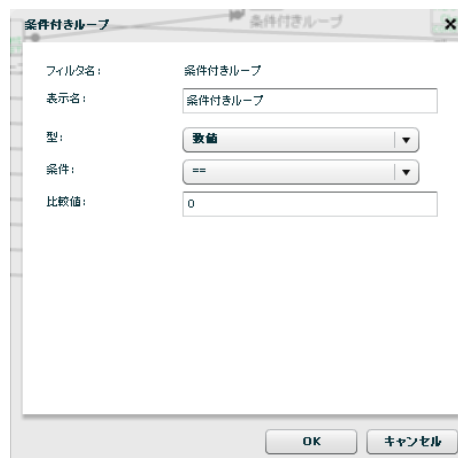 条件付きループ
条件付きループ
フィルタ名: 条件付きループ
表示名: 条件付きループ
型: 数値
条件: ==
比較値: 0
OK キャンセル